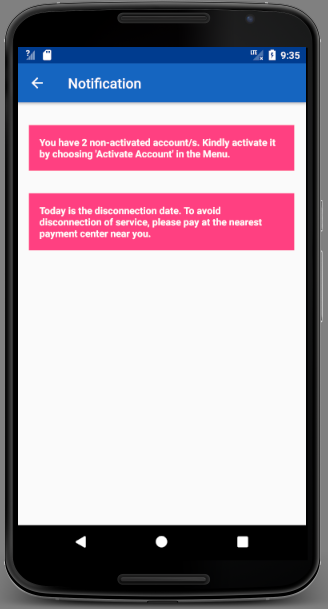 LTE 9:35
Notification
You have 2 non-activated account/s. Kindly activate it
by choosing 'Activate Account' in the Menu.
Today is the disconnection date. To avoid
disconnection of service, please pay at the nearest
payment center near you.